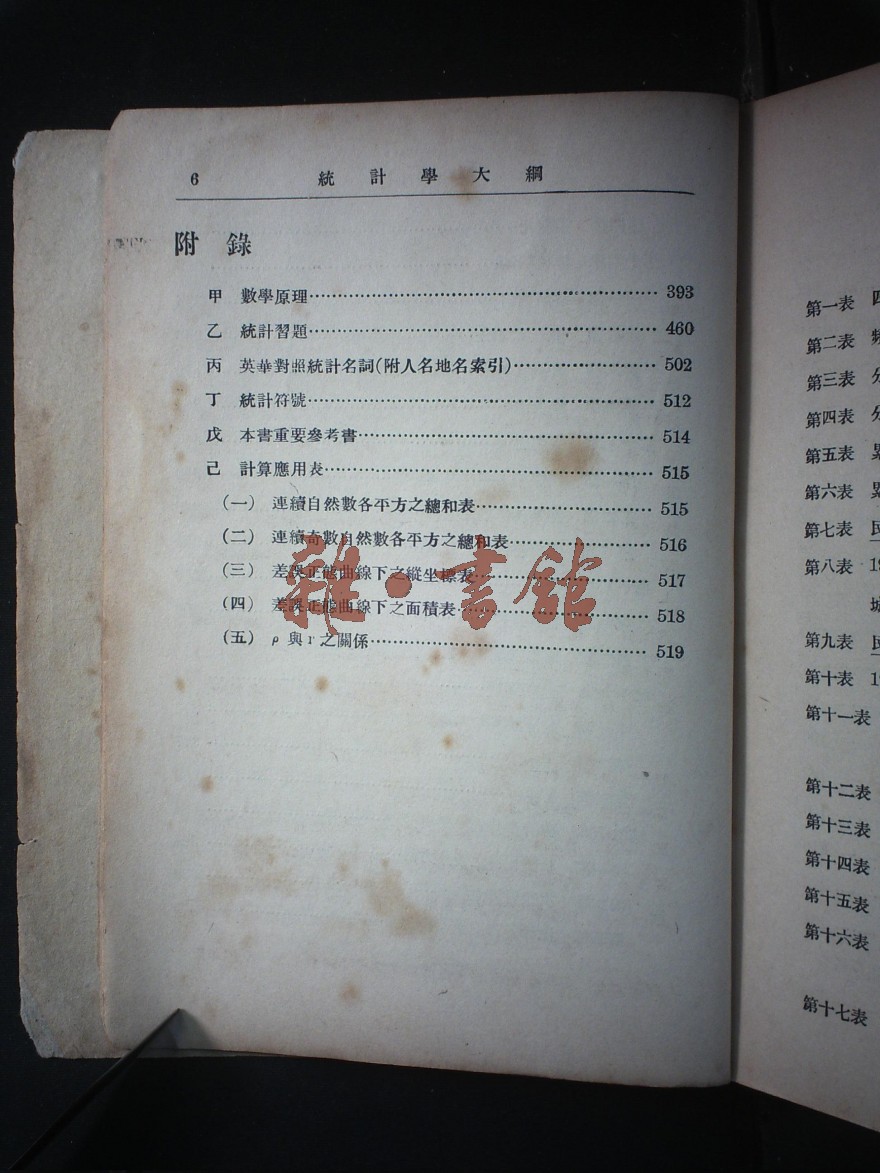 6 統計學大綱
附錄
甲 數學原理 393
乙 統計習題 460
丙 英華對照統計名詞(附人名地名索引) 502
丁 統計符號 512
戊 本書重要參考書 514
己 計算應用表 515
(一) 連續自然數各平方之總和表 515
(二) 連續奇數自然數各平方之總和表 516
(三) 差誤正態曲線下之縱坐標表 517
(四) 差誤正態曲線下之面積表 518
(五) ρ與r之關係 519
雜·書館
第一表
第二表
第三表
第四表
第五表
第六表
第七表
第八表 19
第九表
第十表
第十一表
第十二表
第十三表
第十四表
第十五表
第十六表
第十七表